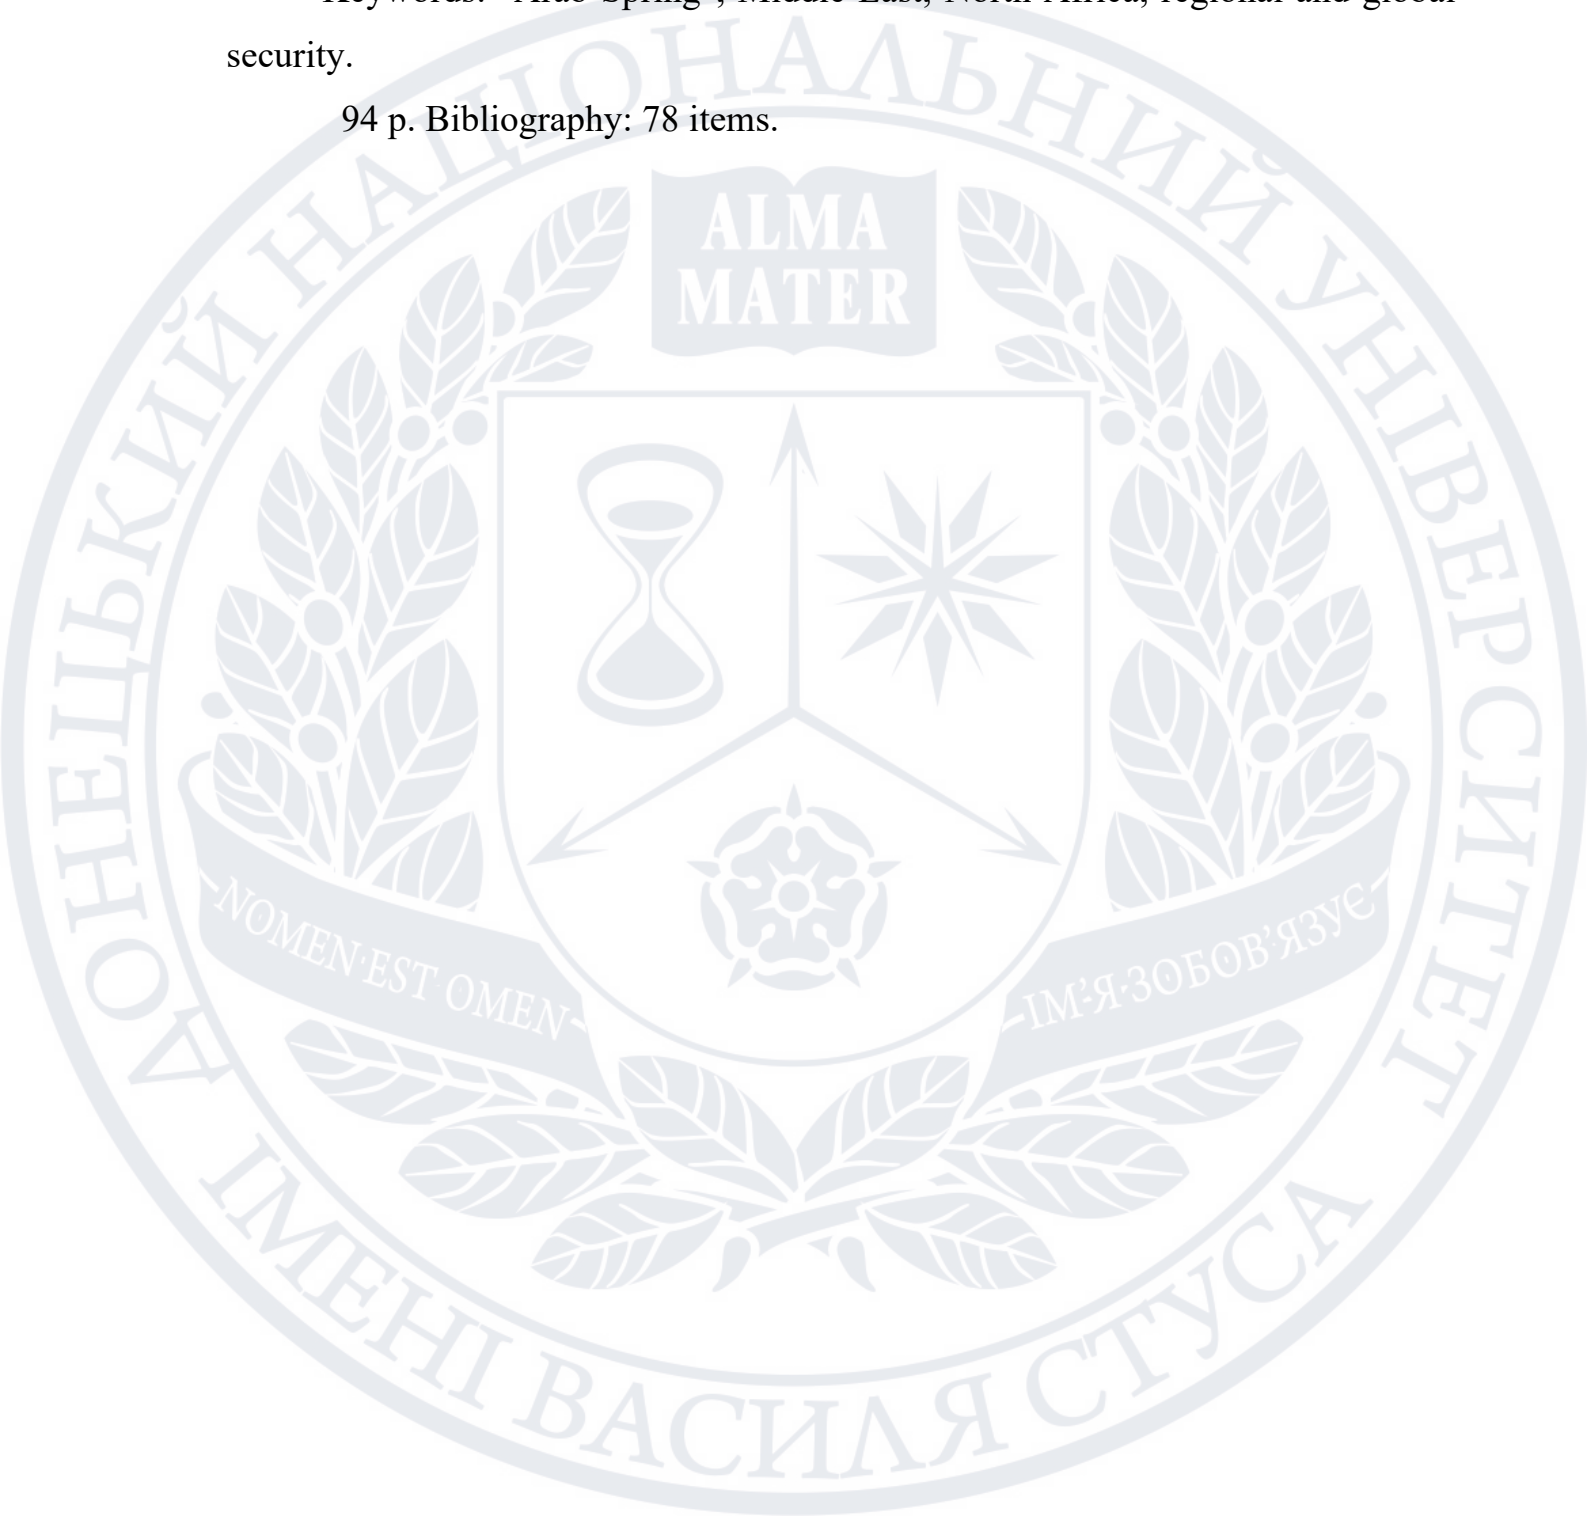 Keywords: "Arab Spring", Middle East, North Africa, regional and global
security.
94 p. Bibliography: 78 items.
ДОНЕЦЬКИЙ НАЦІОНАЛЬНИЙ УНІВЕРСИТЕТ
ALMA
MATER
NOMEN·EST·OMEN
ІМ'Я·ЗОБОВ'ЯЗУЄ
ІМЕНІ ВАСИЛЯ СТУСА